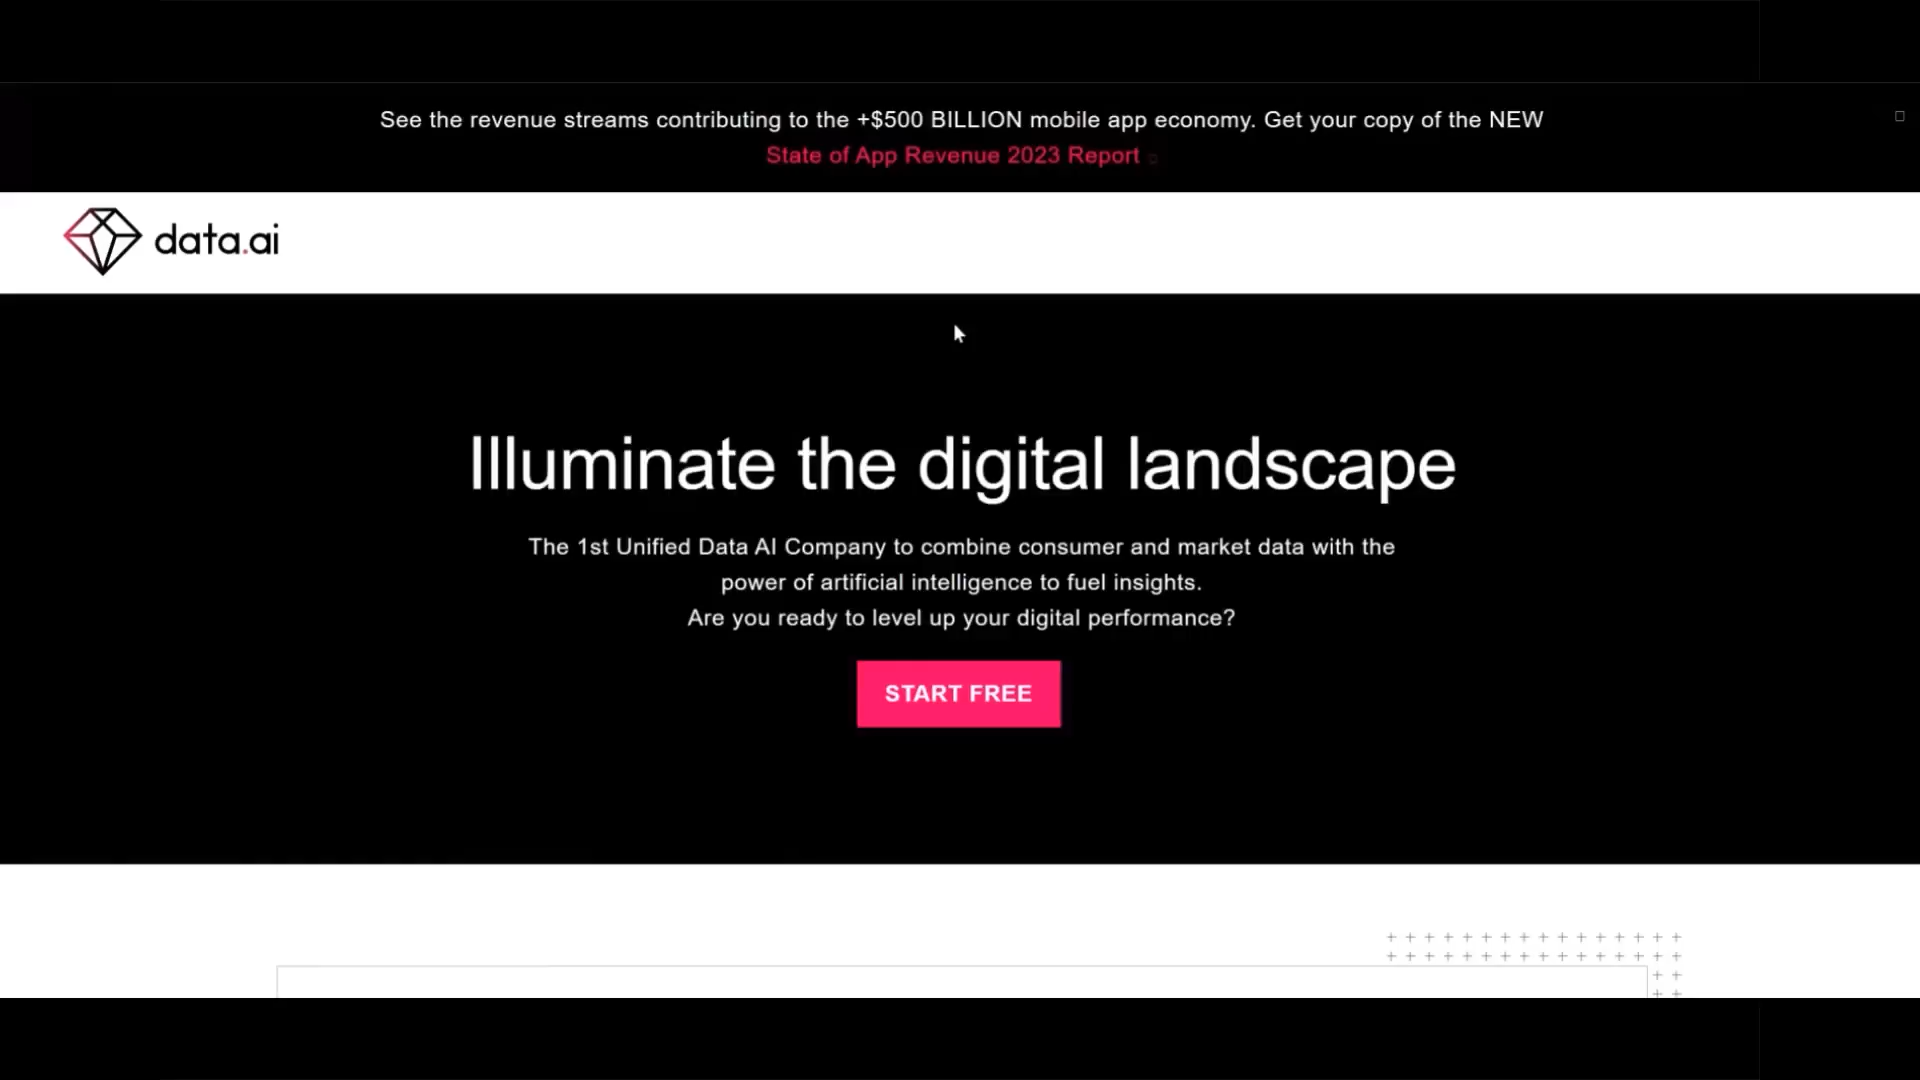 See the revenue streams contributing to the +$500 BILLION mobile app economy. Get your copy of the NEW
State of App Revenue 2023 Report
data.ai
Illuminate the digital landscape
The 1st Unified Data AI Company to combine consumer and market data with the
power of artificial intelligence to fuel insights.
Are you ready to level up your digital performance?
START FREE